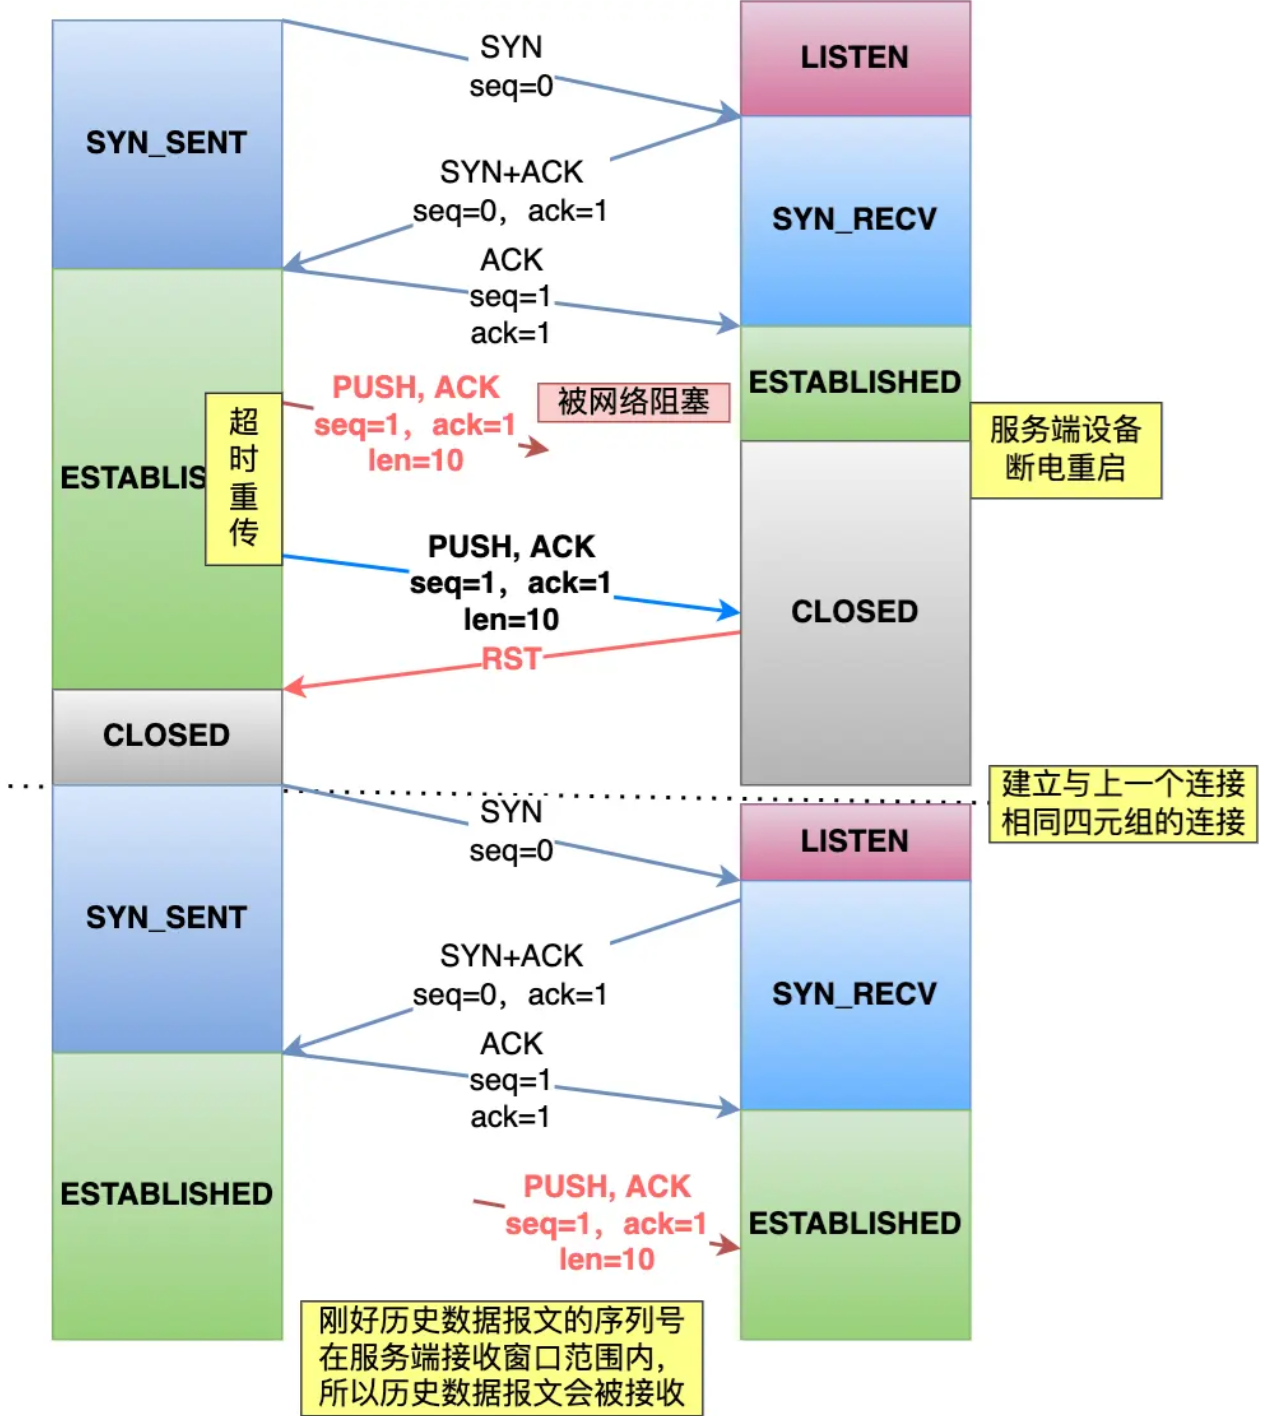 LISTEN
SYN
seq=0
SYN_SENT
SYN+ACK
seq=0，ack=1
SYN_RECV
ACK
seq=1
ack=1
ESTABLISHED
PUSH, ACK
seq=1，ack=1
len=10
被网络阻塞
服务端设备
断电重启
超
时
重
传
ESTABLIS
PUSH, ACK
seq=1，ack=1
len=10
CLOSED
RST
CLOSED
建立与上一个连接
相同四元组的连接
SYN
seq=0
LISTEN
SYN_SENT
SYN+ACK
seq=0，ack=1
SYN_RECV
ACK
seq=1
ack=1
ESTABLISHED
PUSH, ACK
seq=1，ack=1
len=10
ESTABLISHED
刚好历史数据报文的序列号
在服务端接收窗口范围内，
所以历史数据报文会被接收